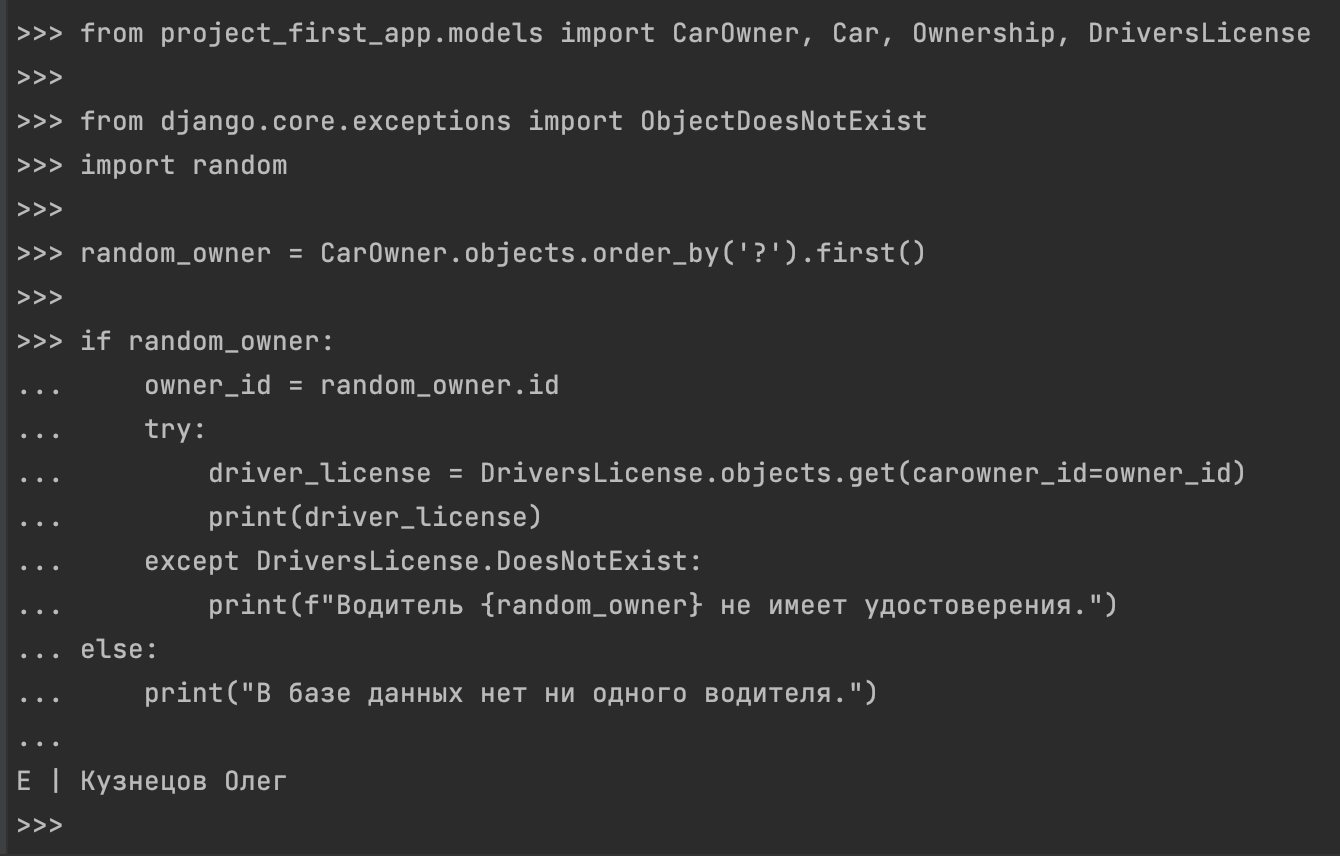 >>> from project_first_app.models import CarOwner, Car, Ownership, DriversLicense
>>>
>>> from django.core.exceptions import ObjectDoesNotExist
>>> import random
>>>
>>> random_owner = CarOwner.objects.order_by('?').first()
>>>
>>> if random_owner:
...     owner_id = random_owner.id
...     try:
...         driver_license = DriversLicense.objects.get(carowner_id=owner_id)
...         print(driver_license)
...     except DriversLicense.DoesNotExist:
...         print(f"Водитель {random_owner} не имеет удостоверения.")
... else:
...     print("В базе данных нет ни одного водителя.")
...
E | Кузнецов Олег
>>>